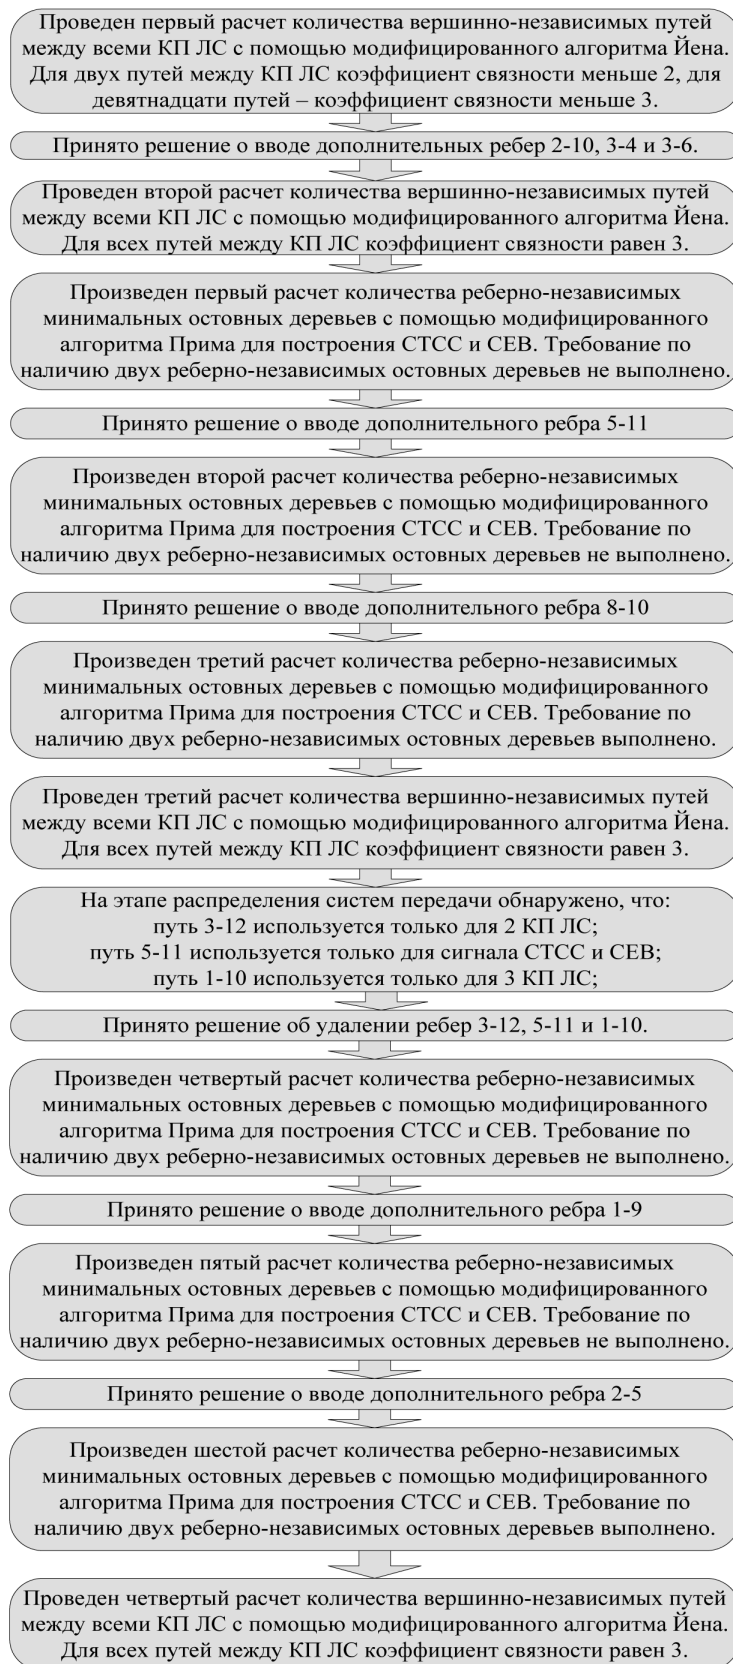 Проведен первый расчет количества вершинно-независимых путей
между всеми КП ЛС с помощью модифицированного алгоритма Йена.
Для двух путей между КП ЛС коэффициент связности меньше 2, для
девятнадцати путей – коэффициент связности меньше 3.
Принято решение о вводе дополнительных ребер 2-10, 3-4 и 3-6.
Проведен второй расчет количества вершинно-независимых путей
между всеми КП ЛС с помощью модифицированного алгоритма Йена.
Для всех путей между КП ЛС коэффициент связности равен 3.
Произведен первый расчет количества реберно-независимых
минимальных остовных деревьев с помощью модифицированного
алгоритма Прима для построения СТСС и СЕВ. Требование по
наличию двух реберно-независимых остовных деревьев не выполнено.
Принято решение о вводе дополнительного ребра 5-11
Произведен второй расчет количества реберно-независимых
минимальных остовных деревьев с помощью модифицированного
алгоритма Прима для построения СТСС и СЕВ. Требование по
наличию двух реберно-независимых остовных деревьев не выполнено.
Принято решение о вводе дополнительного ребра 8-10
Произведен третий расчет количества реберно-независимых
минимальных остовных деревьев с помощью модифицированного
алгоритма Прима для построения СТСС и СЕВ. Требование по
наличию двух реберно-независимых остовных деревьев выполнено.
Проведен третий расчет количества вершинно-независимых путей
между всеми КП ЛС с помощью модифицированного алгоритма Йена.
Для всех путей между КП ЛС коэффициент связности равен 3.
На этапе распределения систем передачи обнаружено, что:
путь 3-12 используется только для 2 КП ЛС;
путь 5-11 используется только для сигнала СТСС и СЕВ;
путь 1-10 используется только для 3 КП ЛС;
Принято решение об удалении ребер 3-12, 5-11 и 1-10.
Произведен четвертый расчет количества реберно-независимых
минимальных остовных деревьев с помощью модифицированного
алгоритма Прима для построения СТСС и СЕВ. Требование по
наличию двух реберно-независимых остовных деревьев не выполнено.
Принято решение о вводе дополнительного ребра 1-9
Произведен пятый расчет количества реберно-независимых
минимальных остовных деревьев с помощью модифицированного
алгоритма Прима для построения СТСС и СЕВ. Требование по
наличию двух реберно-независимых остовных деревьев не выполнено.
Принято решение о вводе дополнительного ребра 2-5
Произведен шестой расчет количества реберно-независимых
минимальных остовных деревьев с помощью модифицированного
алгоритма Прима для построения СТСС и СЕВ. Требование по
наличию двух реберно-независимых остовных деревьев выполнено.
Проведен четвертый расчет количества вершинно-независимых путей
между всеми КП ЛС с помощью модифицированного алгоритма Йена.
Для всех путей между КП ЛС коэффициент связности равен 3.